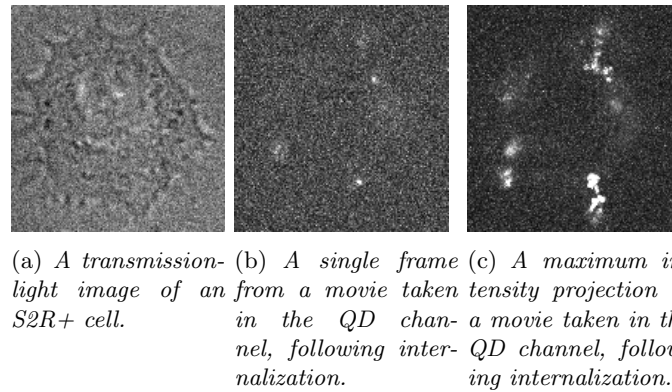 (a) A transmission-
light image of an
S2R+ cell.
(b) A single frame
from a movie taken
in the QD chan-
nel, following inter-
nalization.
(c) A maximum in
tensity projection
a movie taken in th
QD channel, follow
ing internalization.